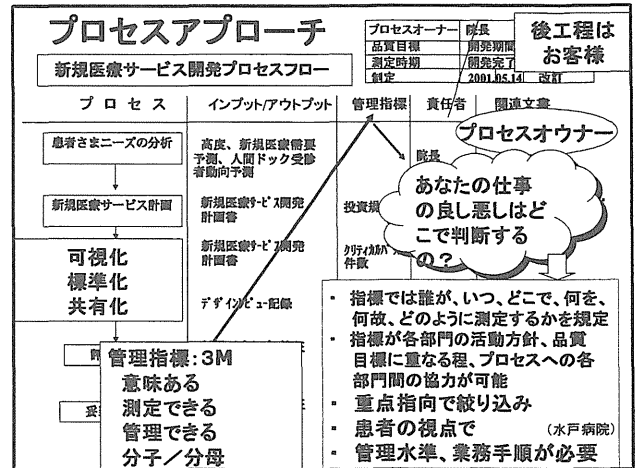 プロセスアプローチ
新規医療サービス開発プロセスフロー
プロセスオーナー 院長
品質目標 開発期間
測定時期 開発完了
制定 2001.05.14 改訂
後工程は
お客様
プロセス インプット/アウトプット 管理指標 責任者 関連文書
プロセスオウナー
患者さまニーズの分析
高度、新規医療需要
予測、人間ドック受診
者動向予測
院長
新規医療サービス計画
新規医療サービス開発
計画書
投資
新規医療サービス開発
計画書
クリティカルパス
件数
あなたの仕事
の良し悪しはど
こで判断する
の?
可視化
標準化
共有化
管理指標:3M
意味ある
測定できる
管理できる
分子/分母
・ 指標では誰が、いつ、どこで、何を、
何故、どのように測定するかを規定
・ 指標が各部門の活動方針、品質
目標に重なる程、プロセスへの各
部門間の協力が可能
・ 重点指向で絞り込み
・ 患者の視点で (水戸病院)
・ 管理水準、業務手順が必要